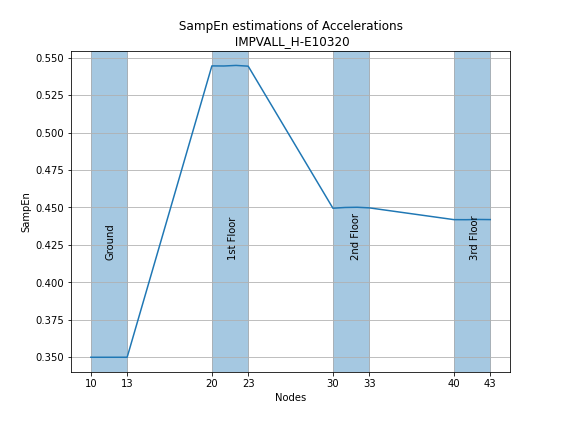 SampEn estimations of Accelerations
IMPVALL_H-E10320
0.550
0.525
0.500
0.475
0.450
0.425
0.400
0.375
0.350
SampEn
Ground
1st Floor
2nd Floor
3rd Floor
10 13 20 23 30 33 40 43
Nodes